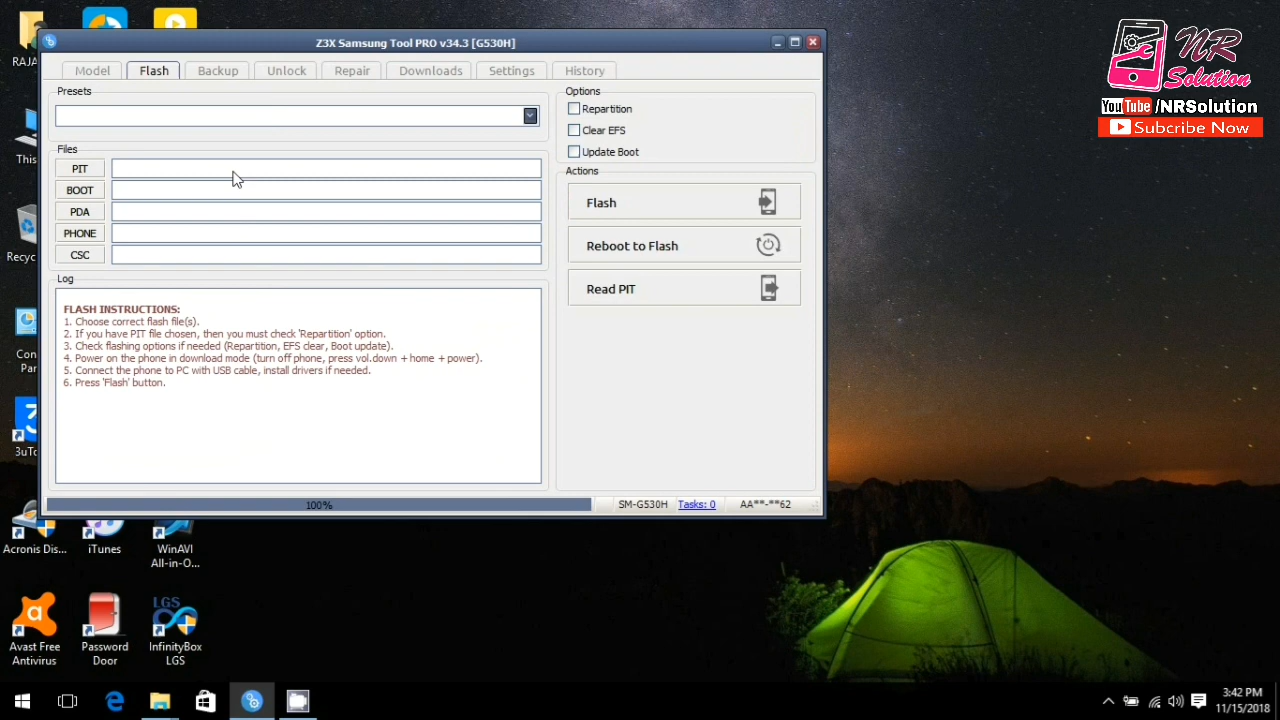 Z3X Samsung Tool PRO v34.3 [G530H]
Model
Flash
Backup
Unlock
Repair
Downloads
Settings
History
Presets
Files
PIT
BOOT
PDA
PHONE
CSC
Log
FLASH INSTRUCTIONS:
1. Choose correct flash file(s).
2. If you have PIT file chosen, then you must check 'Repartition' option.
3. Check flashing options if needed (Repartition, EFS clear, Boot update).
4. Power on the phone in download mode (turn off phone, press vol.down + home + power).
5. Connect the phone to PC with USB cable, install drivers if needed.
6. Press 'Flash' button.
Options
Repartition
Clear EFS
Update Boot
Actions
Flash
Reboot to Flash
Read PIT
100%
SM-G530H
Tasks: 0
AA**-**62
NR
Solution
YouTube /NRSolution
Subcribe Now
RAJA
This
Recyc
Con
Par
3uTo
Acronis Dis...
iTunes
WinAVI
All-in-O...
Avast Free
Antivirus
Password
Door
LGS
InfinityBox
LGS
3:42 PM
11/15/2018